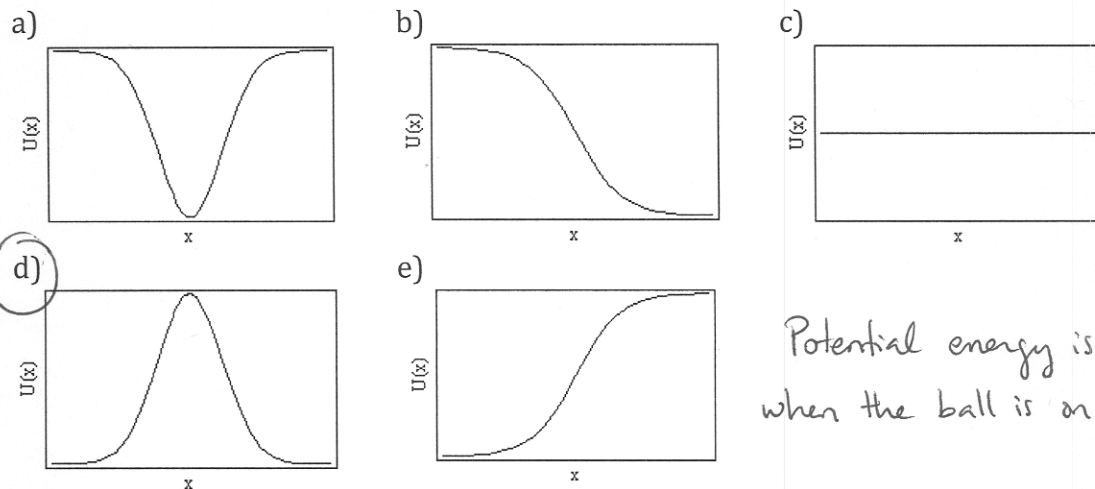 a)
b)
c)
U(x)
U(x)
U(x)
x
x
x
d)
e)
U(x)
U(x)
x
x
Potential energy is
when the ball is on